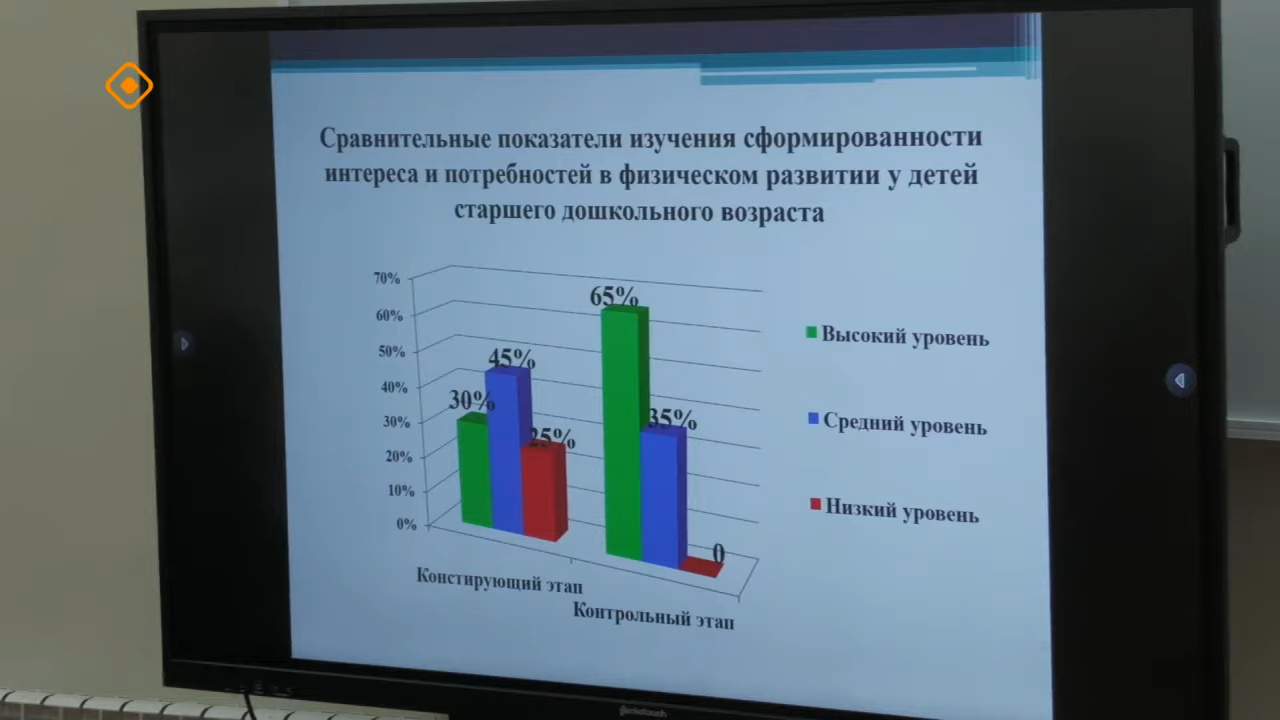 Сравнительные показатели изучения сформированности
интереса и потребностей в физическом развитии у детей
старшего дошкольного возраста
70%
60%
50%
40%
30%
20%
10%
0%
30%
45%
25%
65%
35%
0
Констирующий этап
Контрольный этап
Высокий уровень
Средний уровень
Низкий уровень